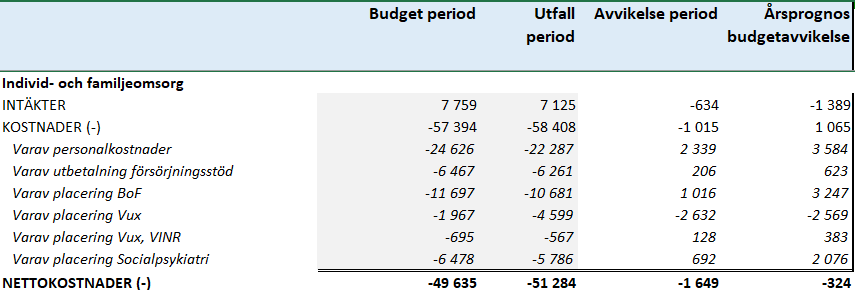 Budget period Utfall period Avvikelse period Årsprognos budgetavvikelse
Individ- och familjeomsorg
INTÄKTER 7 759 7 125 -634 -1 389
KOSTNADER (-) -57 394 -58 408 -1 015 1 065
Varav personalkostnader -24 626 -22 287 2 339 3 584
Varav utbetalning försörjningsstöd -6 467 -6 261 206 623
Varav placering BoF -11 697 -10 681 1 016 3 247
Varav placering Vux -1 967 -4 599 -2 632 -2 569
Varav placering Vux, VINR -695 -567 128 383
Varav placering Socialpsykiatri -6 478 -5 786 692 2 076
NETTOKOSTNADER (-) -49 635 -51 284 -1 649 -324